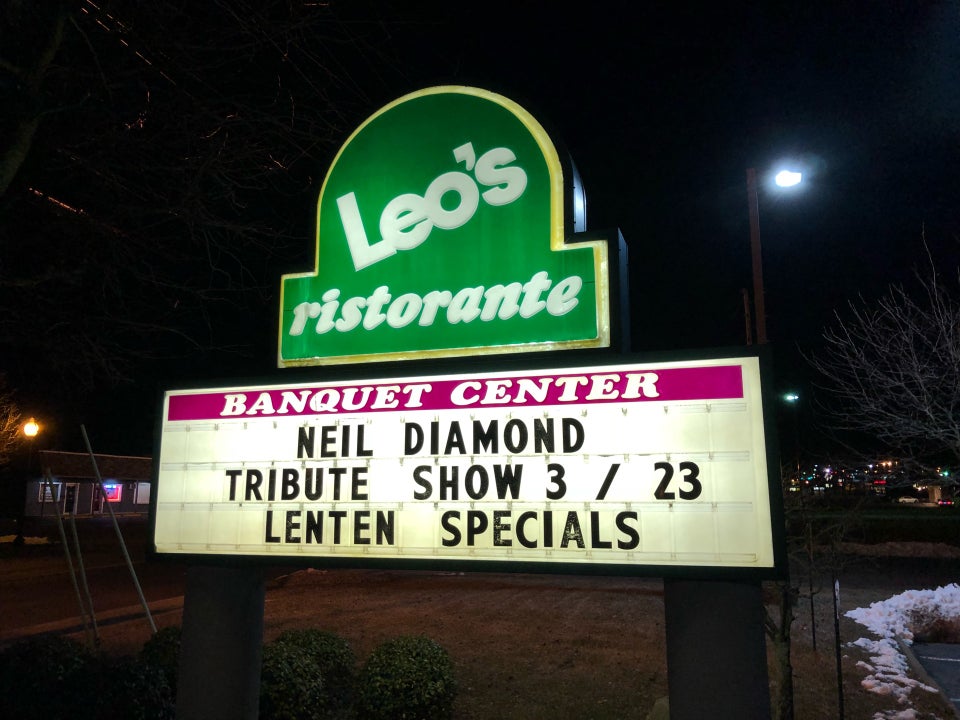 Leo's
ristorante
BANQUET CENTER
NEIL DIAMOND
TRIBUTE SHOW 3 / 23
LENTEN SPECIALS